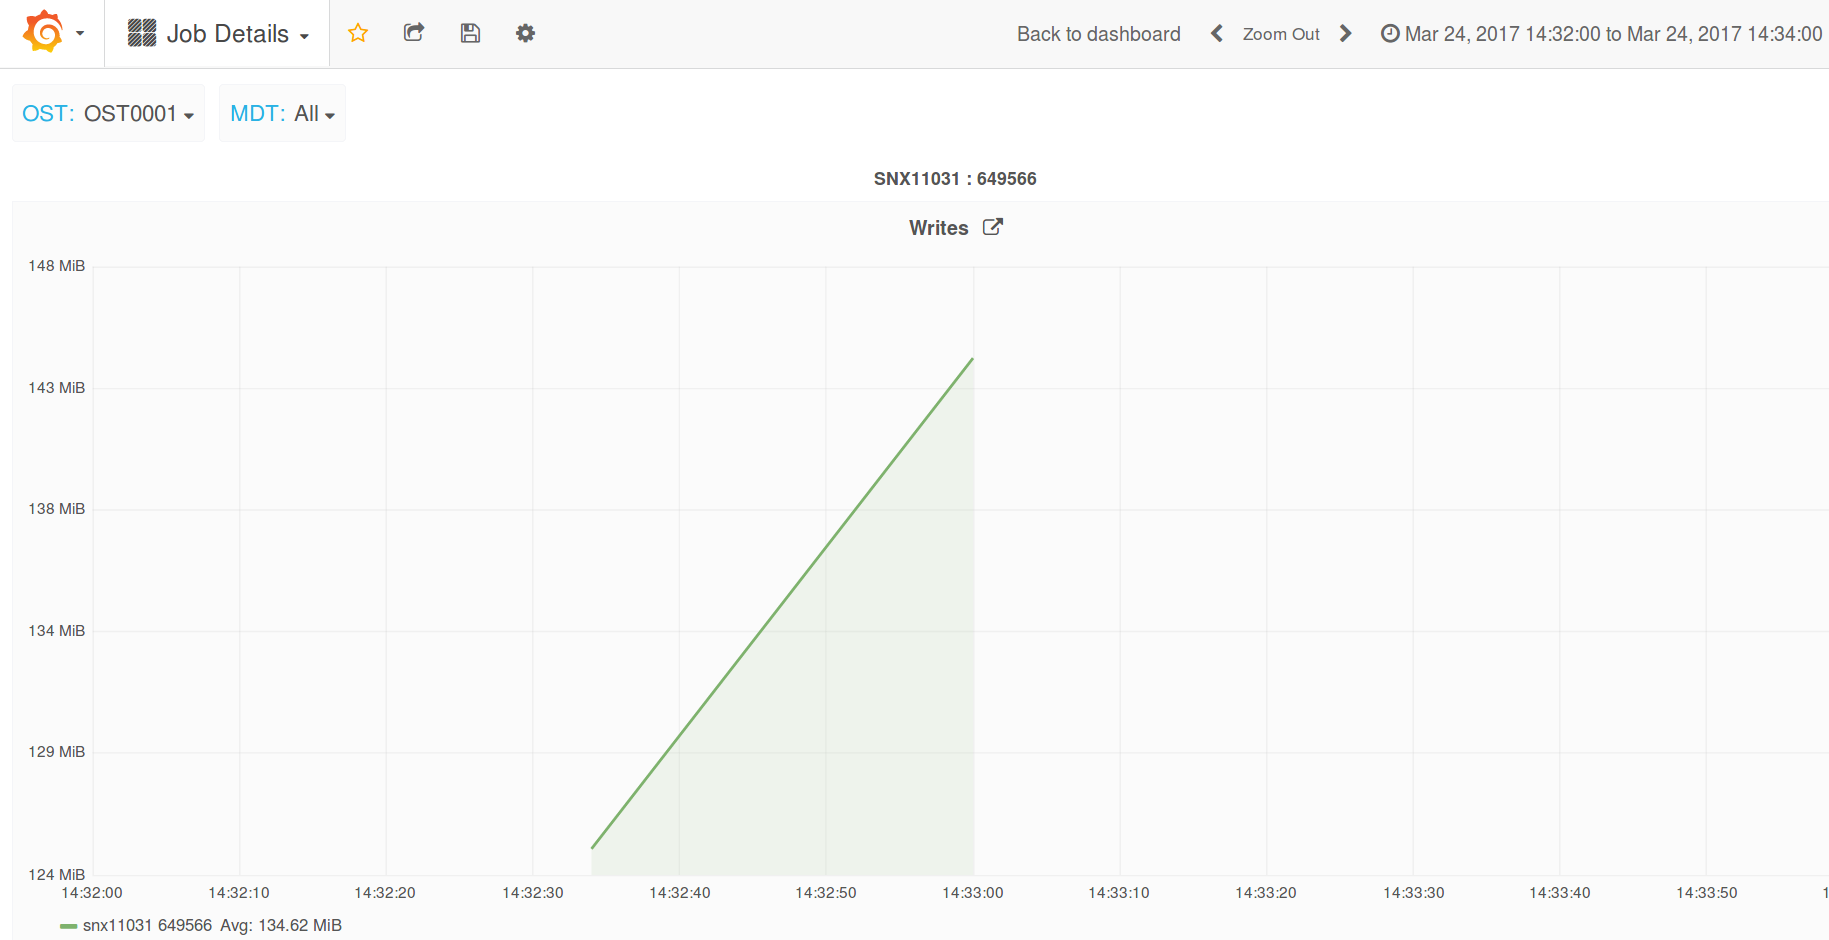 Job Details
Back to dashboard Zoom Out Mar 24, 2017 14:32:00 to Mar 24, 2017 14:34:00
OST: OST0001 MDT: All
SNX11031 : 649566
Writes
148 MiB
143 MiB
138 MiB
134 MiB
129 MiB
124 MiB
14:32:00 14:32:10 14:32:20 14:32:30 14:32:40 14:32:50 14:33:00 14:33:10 14:33:20 14:33:30 14:33:40 14:33:50
snx11031 649566 Avg: 134.62 MiB